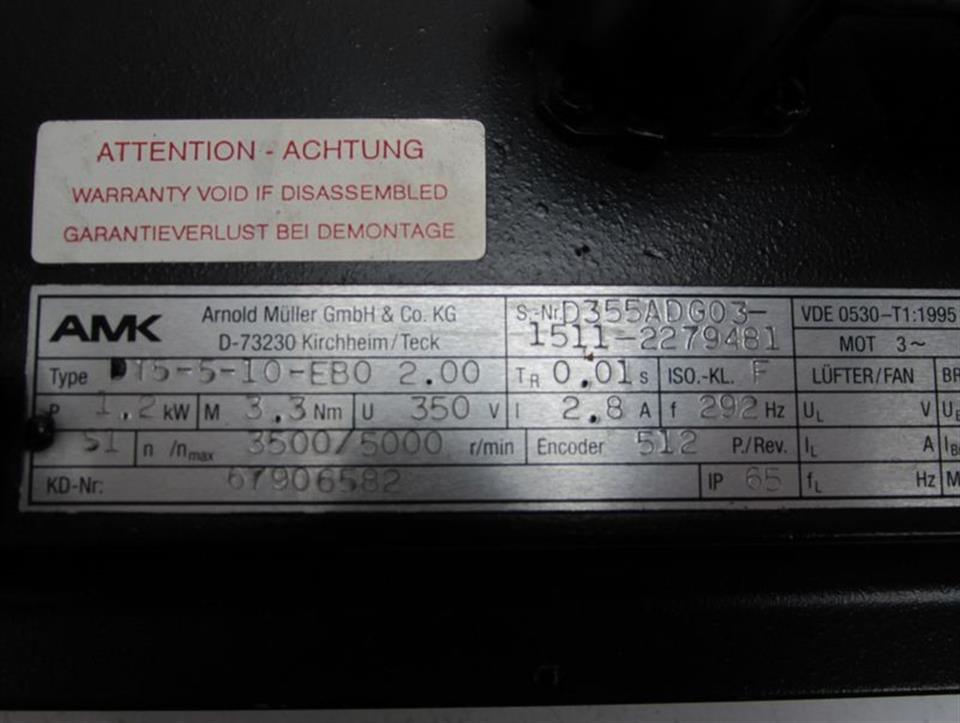 ATTENTION - ACHTUNG
WARRANTY VOID IF DISASSEMBLED
GARANTIEVERLUST BEI DEMONTAGE
AMK Arnold Müller GmbH & Co. KG
D-73230 Kirchheim/Teck
S.-Nr. D355ADG03-
1511-2279481
VDE 0530-T1:1995
MOT 3~
Type 5-5-10-EB0 2.00 TR 0.01 s ISO.-KL. F LÜFTER/FAN BR
P 1,2 kW M 3.3 Nm U 350 V I 2.8 A f 292 Hz UL V
S1 n /nmax 3500/5000 r/min Encoder 512 P./Rev. IL A
KD-Nr: 67906582 IP 65 fL Hz M